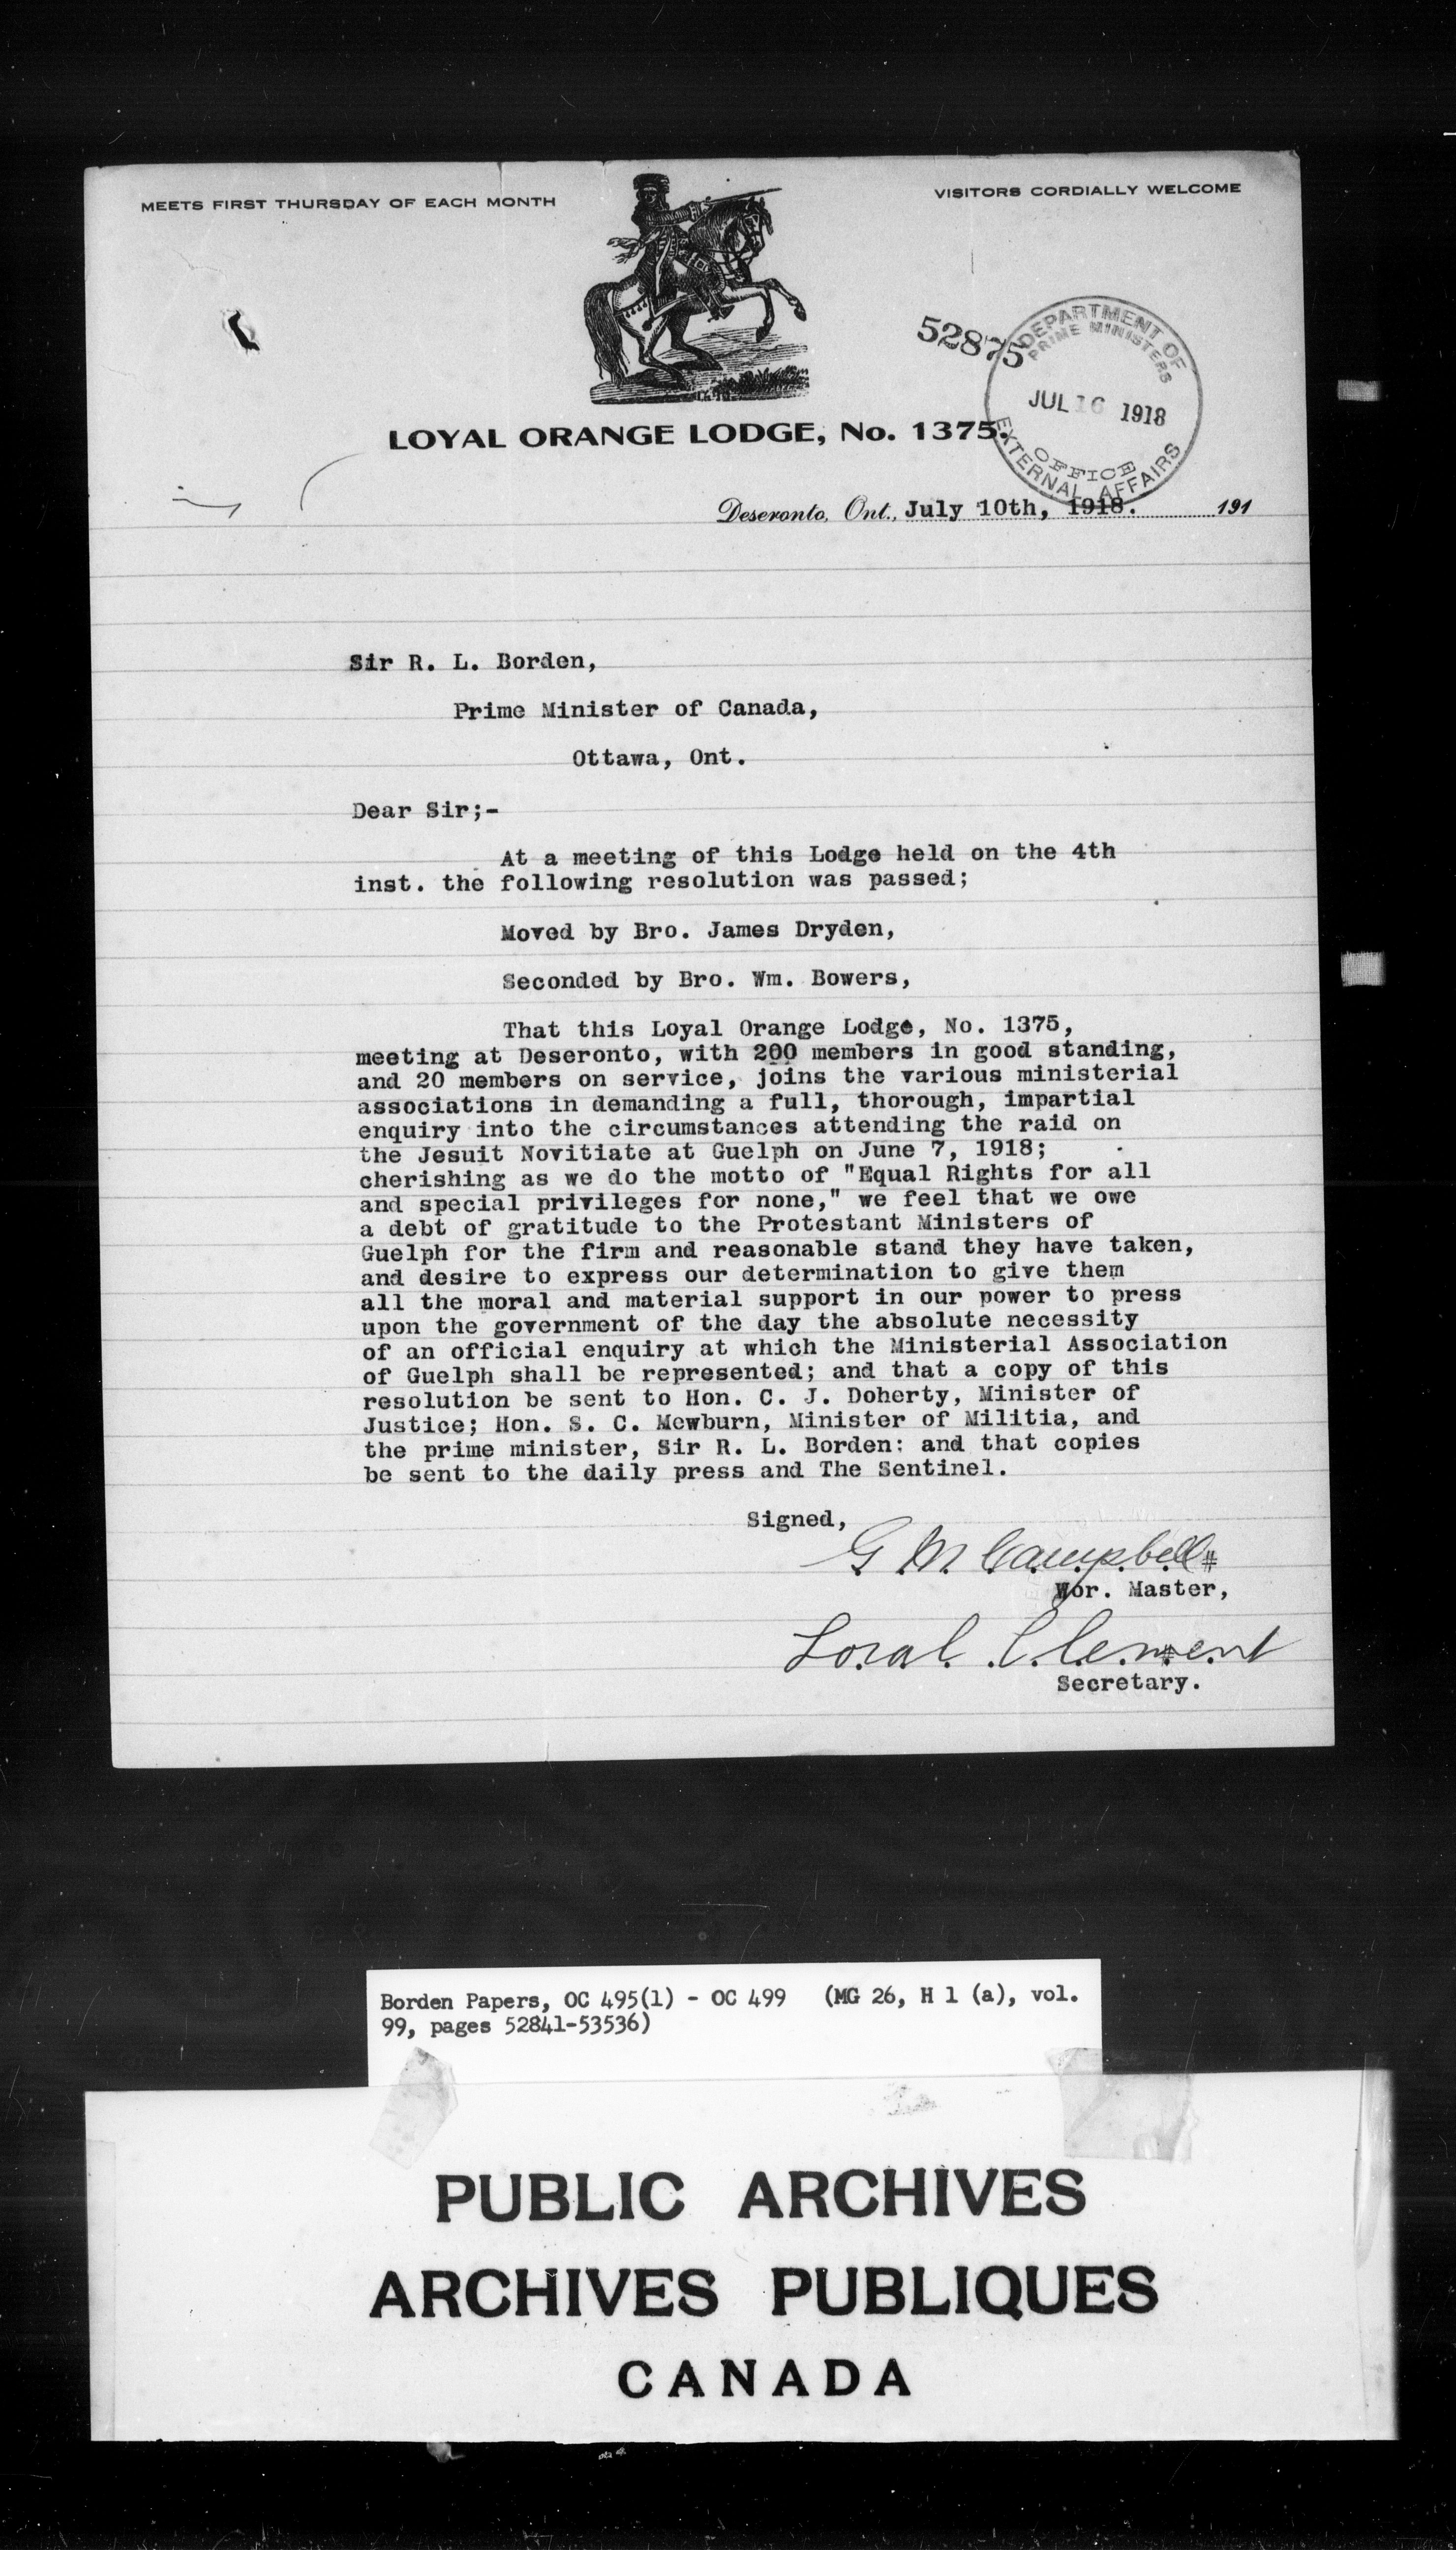 MEETS FIRST THURSDAY OF EACH MONTH
VISITORS CORDIALLY WELCOME
52875
DEPARTMENT OF
PRIME MINISTERS
JUL 16 1918
OFFICE
EXTERNAL AFFAIRS
LOYAL ORANGE LODGE, No. 1375.
Deseronto, Ont., July 10th, 1918. 191
Sir R. L. Borden,
Prime Minister of Canada,
Ottawa, Ont.
Dear Sir;-
At a meeting of this Lodge held on the 4th
inst. the following resolution was passed;
Moved by Bro. James Dryden,
Seconded by Bro. Wm. Bowers,
That this Loyal Orange Lodge, No. 1375,
meeting at Deseronto, with 200 members in good standing,
and 20 members on service, joins the various ministerial
associations in demanding a full, thorough, impartial
enquiry into the circumstances attending the raid on
the Jesuit Novitiate at Guelph on June 7, 1918;
cherishing as we do the motto of "Equal Rights for all
and special privileges for none," we feel that we owe
a debt of gratitude to the Protestant Ministers of
Guelph for the firm and reasonable stand they have taken,
and desire to express our determination to give them
all the moral and material support in our power to press
upon the government of the day the absolute necessity
of an official enquiry at which the Ministerial Association
of Guelph shall be represented; and that a copy of this
resolution be sent to Hon. C. J. Doherty, Minister of
Justice; Hon. S. C. Mewburn, Minister of Militia, and
the prime minister, Sir R. L. Borden; and that copies
be sent to the daily press and The Sentinel.
Signed,
G M Campbell
Wor. Master,
Loral Clement
Secretary.
Borden Papers, OC 495(1) - OC 499 (MG 26, H 1 (a), vol.
99, pages 52841-53536)
PUBLIC ARCHIVES
ARCHIVES PUBLIQUES
CANADA